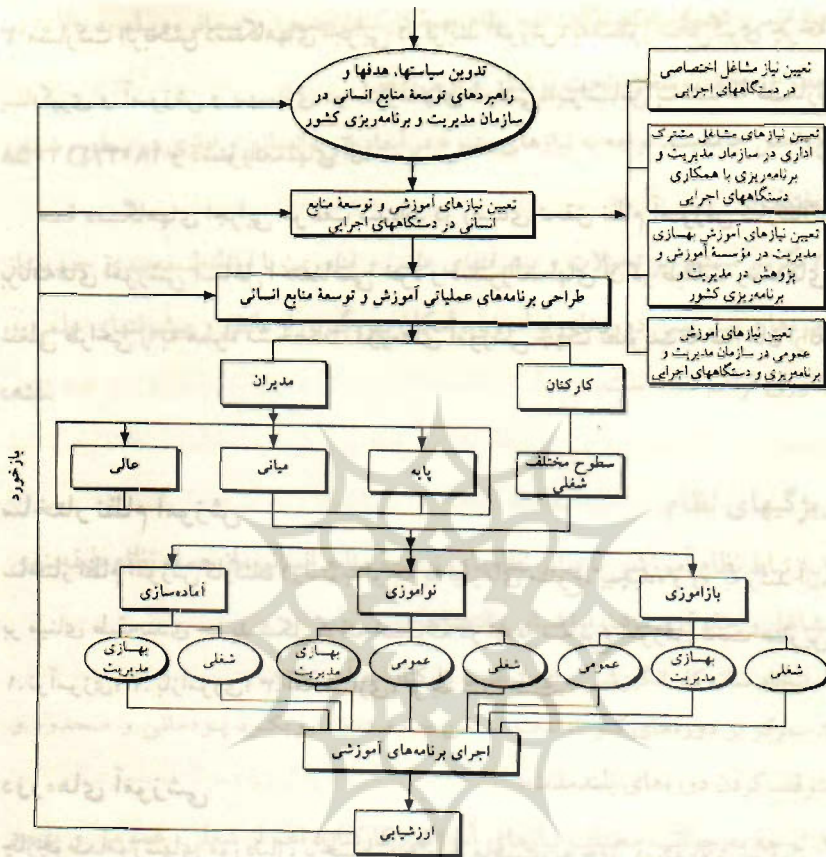 تدوین سیاستها، هدفها و
راهبردهای توسعهٔ منابع انسانی در
سازمان مدیریت و برنامه‌ریزی کشور
تعیین نیاز مشاغل اختصاصی
در دستگاههای اجرایی
تعیین نیازهای مشاغل مشترک
اداری در سازمان مدیریت و
برنامه‌ریزی با همکاری
دستگاههای اجرایی
تعیین نیازهای آموزش بهسازی
مدیریت در مؤسسهٔ آموزش و
پژوهش در مدیریت و
برنامه‌ریزی کشور
تعیین نیازهای آموزش
عمومی در سازمان مدیریت و
برنامه‌ریزی و دستگاههای اجرایی
تعیین نیازهای آموزشی و توسعهٔ منابع
انسانی در دستگاههای اجرایی
طراحی برنامه‌های عملیاتی آموزش و توسعهٔ منابع انسانی
کارکنان
مدیران
سطوح مختلف
شغلی
پایه
میانی
عالی
بازخورد
بازآموزی
نوآموزی
آماده‌سازی
شغلی
بهسازی
مدیریت
عمومی
شغلی
عمومی
بهسازی
مدیریت
شغلی
بهسازی
مدیریت
اجرای برنامه‌های آموزشی
ارزشیابی